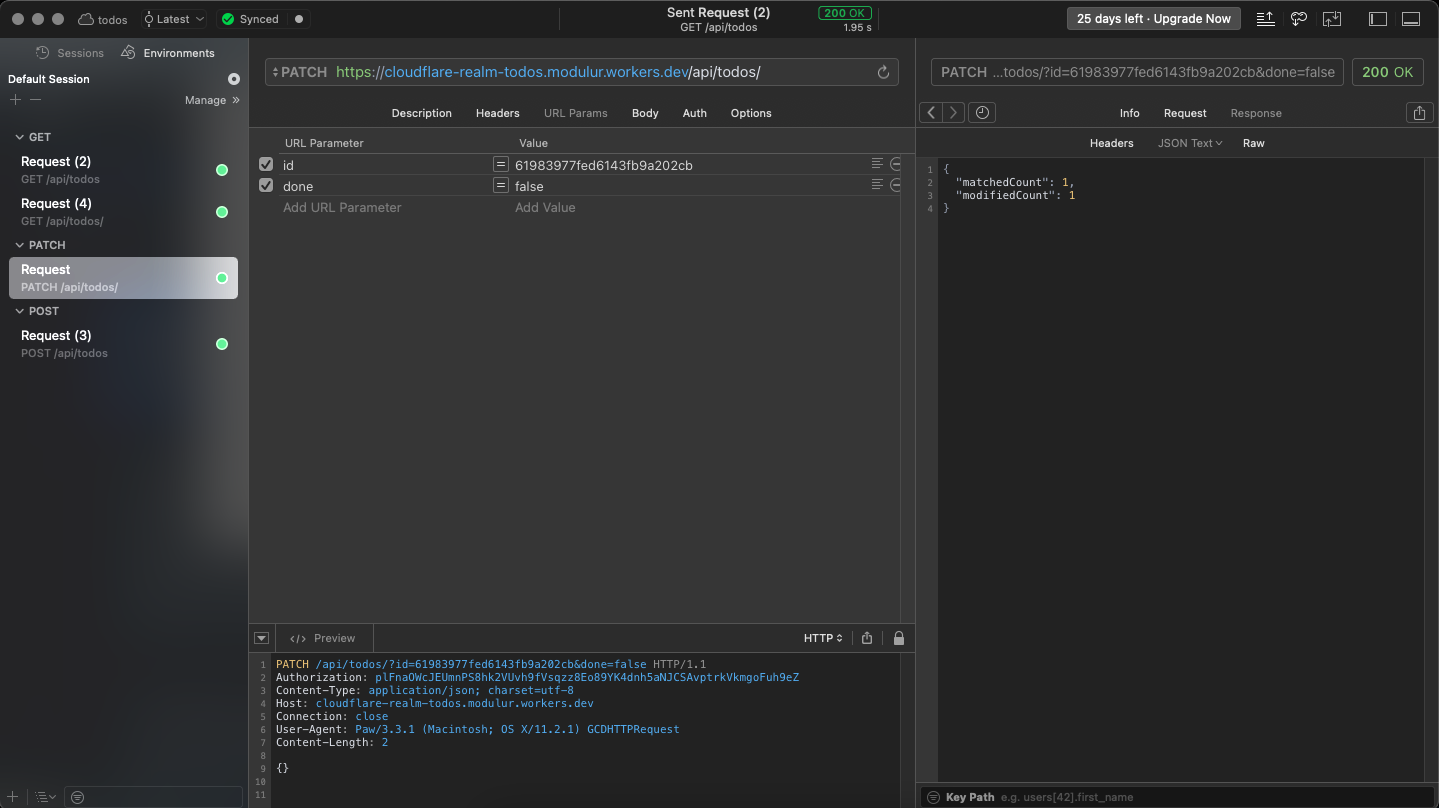 todos
Latest
Synced
Sent Request (2)
GET /api/todos
200 OK
1.95 s
25 days left · Upgrade Now
Sessions
Environments
Default Session
Manage »
GET
Request (2)
GET /api/todos
Request (4)
GET /api/todos/
PATCH
Request
PATCH /api/todos/
POST
Request (3)
POST /api/todos
PATCH https://cloudflare-realm-todos.modulur.workers.dev/api/todos/
Description Headers URL Params Body Auth Options
URL Parameter Value
id = 61983977fed6143fb9a202cb
done = false
Add URL Parameter Add Value
</> Preview
HTTP
1 PATCH /api/todos/?id=61983977fed6143fb9a202cb&done=false HTTP/1.1
2 Authorization: plFnaOWcJEUmnPS8hk2VUvh9fVsqzz8Eo89YK4dnh5aNJCSAvptrkVkmgoFuh9eZ
3 Content-Type: application/json; charset=utf-8
4 Host: cloudflare-realm-todos.modulur.workers.dev
5 Connection: close
6 User-Agent: Paw/3.3.1 (Macintosh; OS X/11.2.1) GCDHTTPRequest
7 Content-Length: 2
8
9 {}
10
11
PATCH ...todos/?id=61983977fed6143fb9a202cb&done=false
200 OK
Info Request Response
Headers JSON Text Raw
1 {
2 "matchedCount": 1,
3 "modifiedCount": 1
4 }
Key Path e.g. users[42].first_name